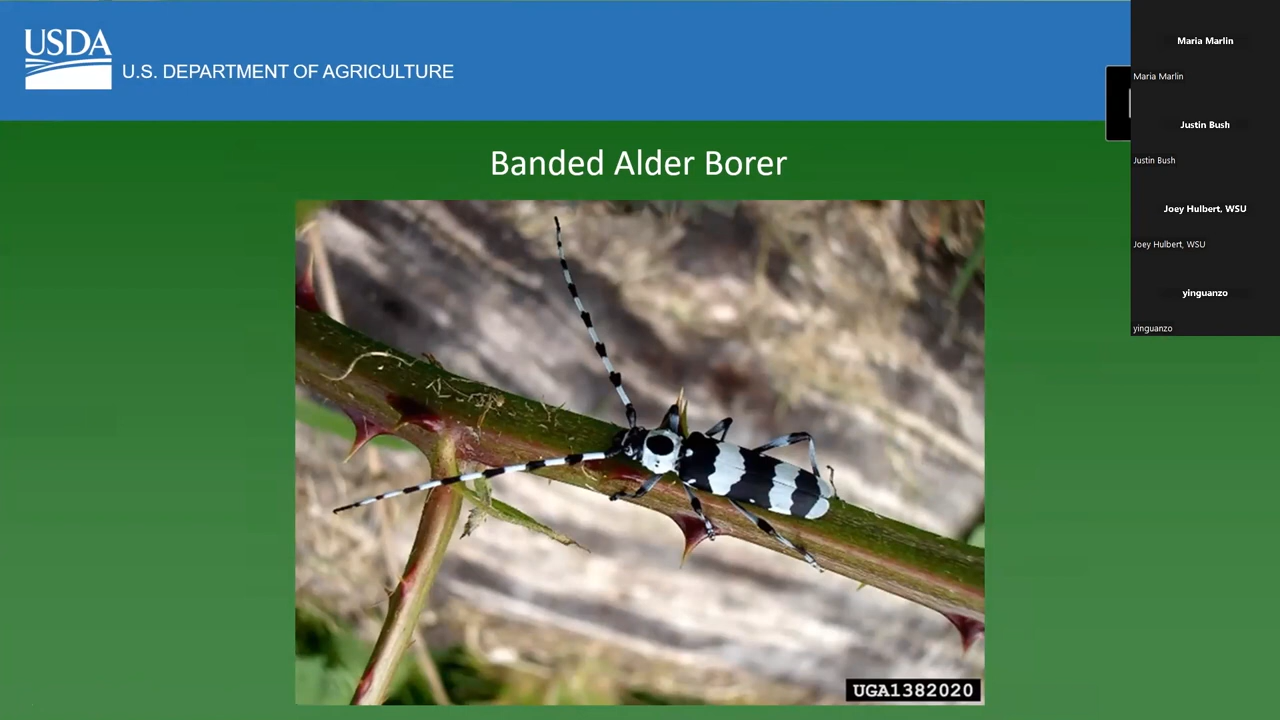 USDA
U.S. DEPARTMENT OF AGRICULTURE
Banded Alder Borer
UGA1382020
Maria Marlin
Maria Marlin
Justin Bush
Justin Bush
Joey Hulbert, WSU
Joey Hulbert, WSU
yinguanzo
yinguanzo